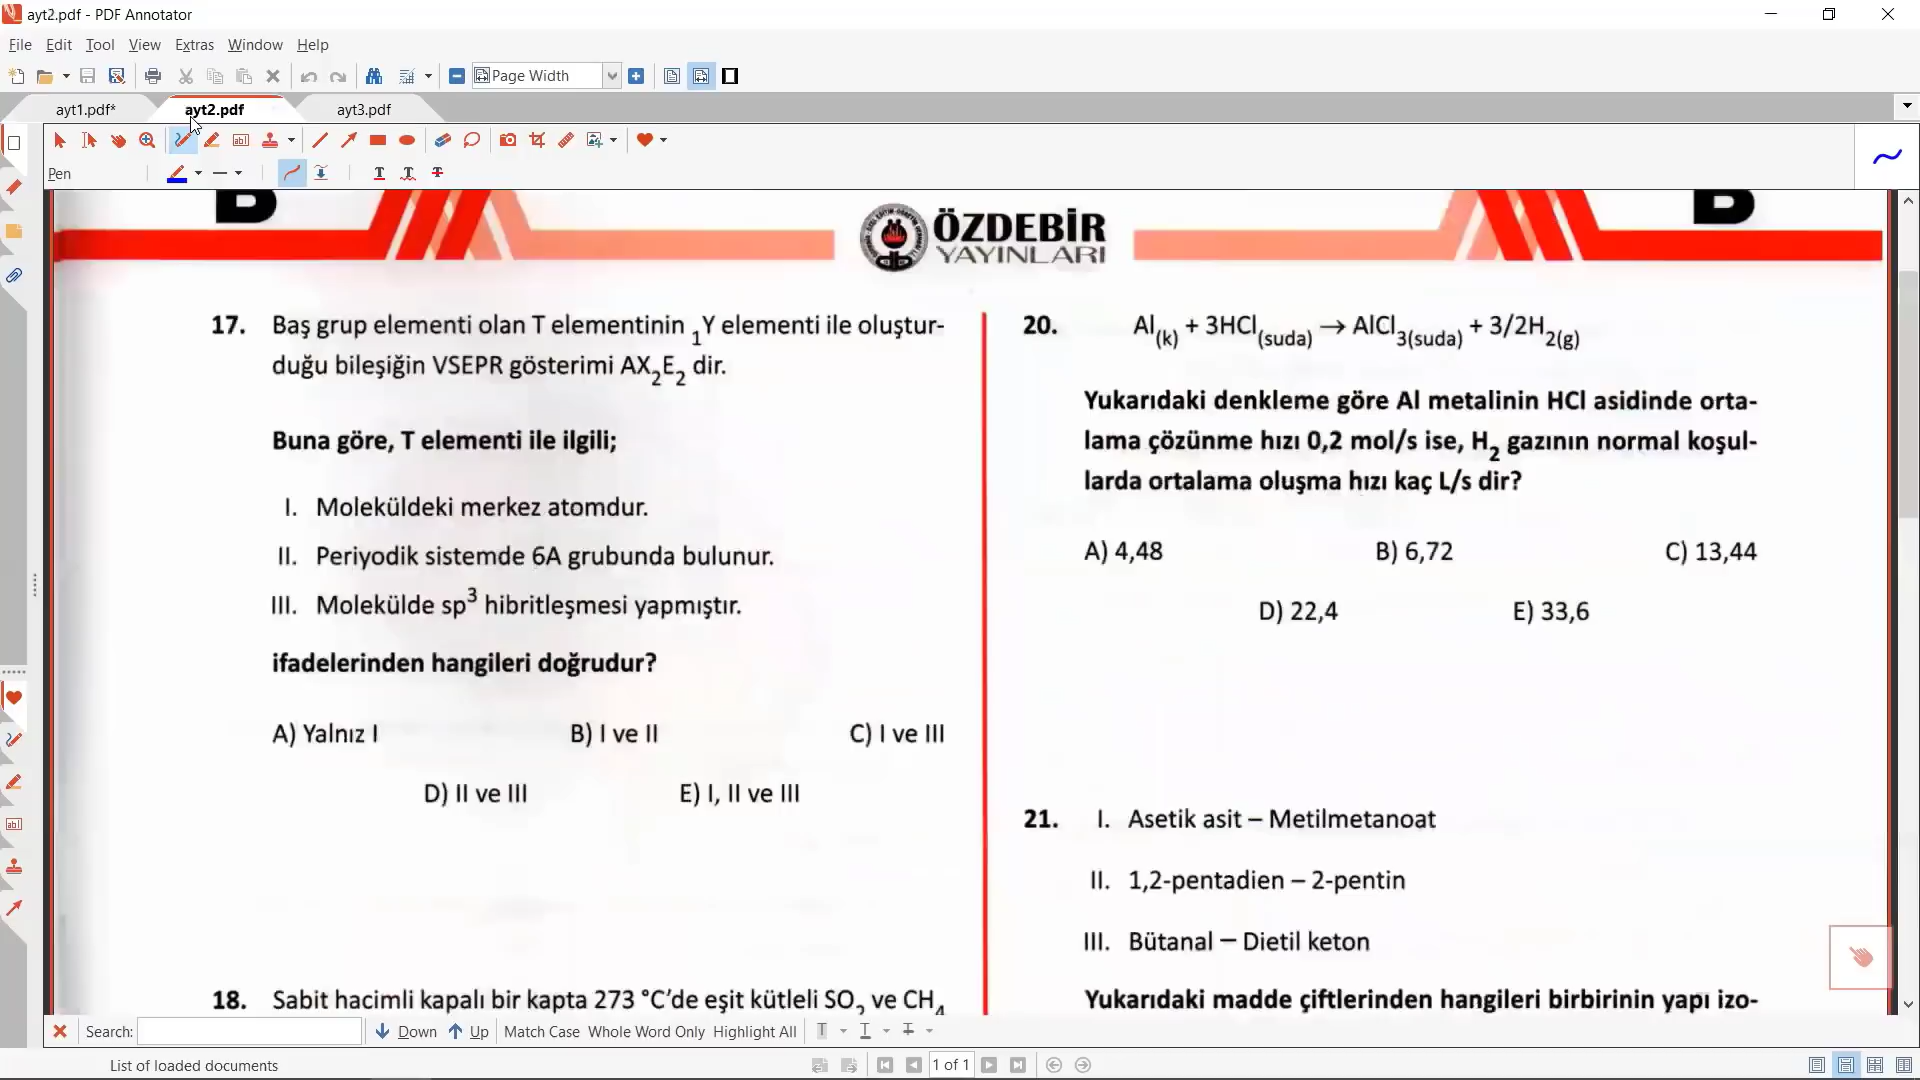 ayt2.pdf - PDF Annotator
File Edit Tool View Extras Window Help
Page Width
ayt1.pdf* ayt2.pdf ayt3.pdf
Pen
B
ÖZDEBİR
YAYINLARI
B
17. Baş grup elementi olan T elementinin ₁Y elementi ile oluştur-
duğu bileşiğin VSEPR gösterimi AX₂E₂ dir.
Buna göre, T elementi ile ilgili;
I. Moleküldeki merkez atomdur.
II. Periyodik sistemde 6A grubunda bulunur.
III. Molekülde sp³ hibritleşmesi yapmıştır.
ifadelerinden hangileri doğrudur?
A) Yalnız I B) I ve II C) I ve III
D) II ve III E) I, II ve III
18. Sabit hacimli kapalı bir kapta 273 °C'de eşit kütleli SO₂ ve CH₄
20. Al(k) + 3HCl(suda) → AlCl3(suda) + 3/2H2(g)
Yukarıdaki denkleme göre Al metalinin HCl asidinde orta-
lama çözünme hızı 0,2 mol/s ise, H₂ gazının normal koşul-
larda ortalama oluşma hızı kaç L/s dir?
A) 4,48 B) 6,72 C) 13,44
D) 22,4 E) 33,6
21. I. Asetik asit – Metilmetanoat
II. 1,2-pentadien – 2-pentin
III. Bütanal – Dietil keton
Yukarıdaki madde çiftlerinden hangileri birbirinin yapı izo-
Search: Down Up Match Case Whole Word Only Highlight All
List of loaded documents 1 of 1